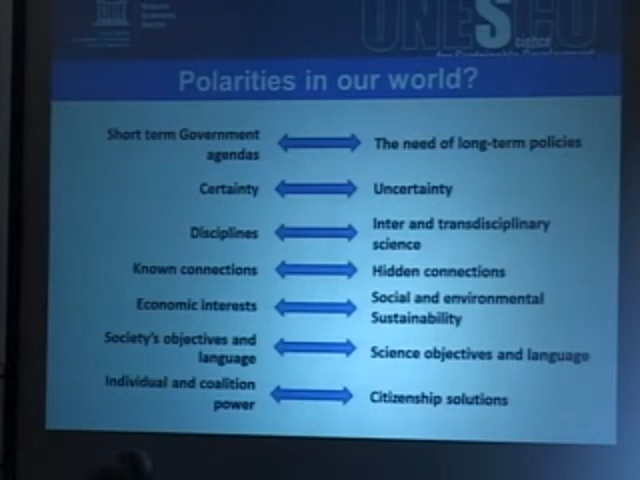 UNESCO
Polarities in our world?
Short term Government
agendas
The need of long-term policies
Certainty
Uncertainty
Disciplines
Inter and transdisciplinary
science
Known connections
Hidden connections
Economic interests
Social and environmental
Sustainability
Society's objectives and
language
Science objectives and language
Individual and coalition
power
Citizenship solutions